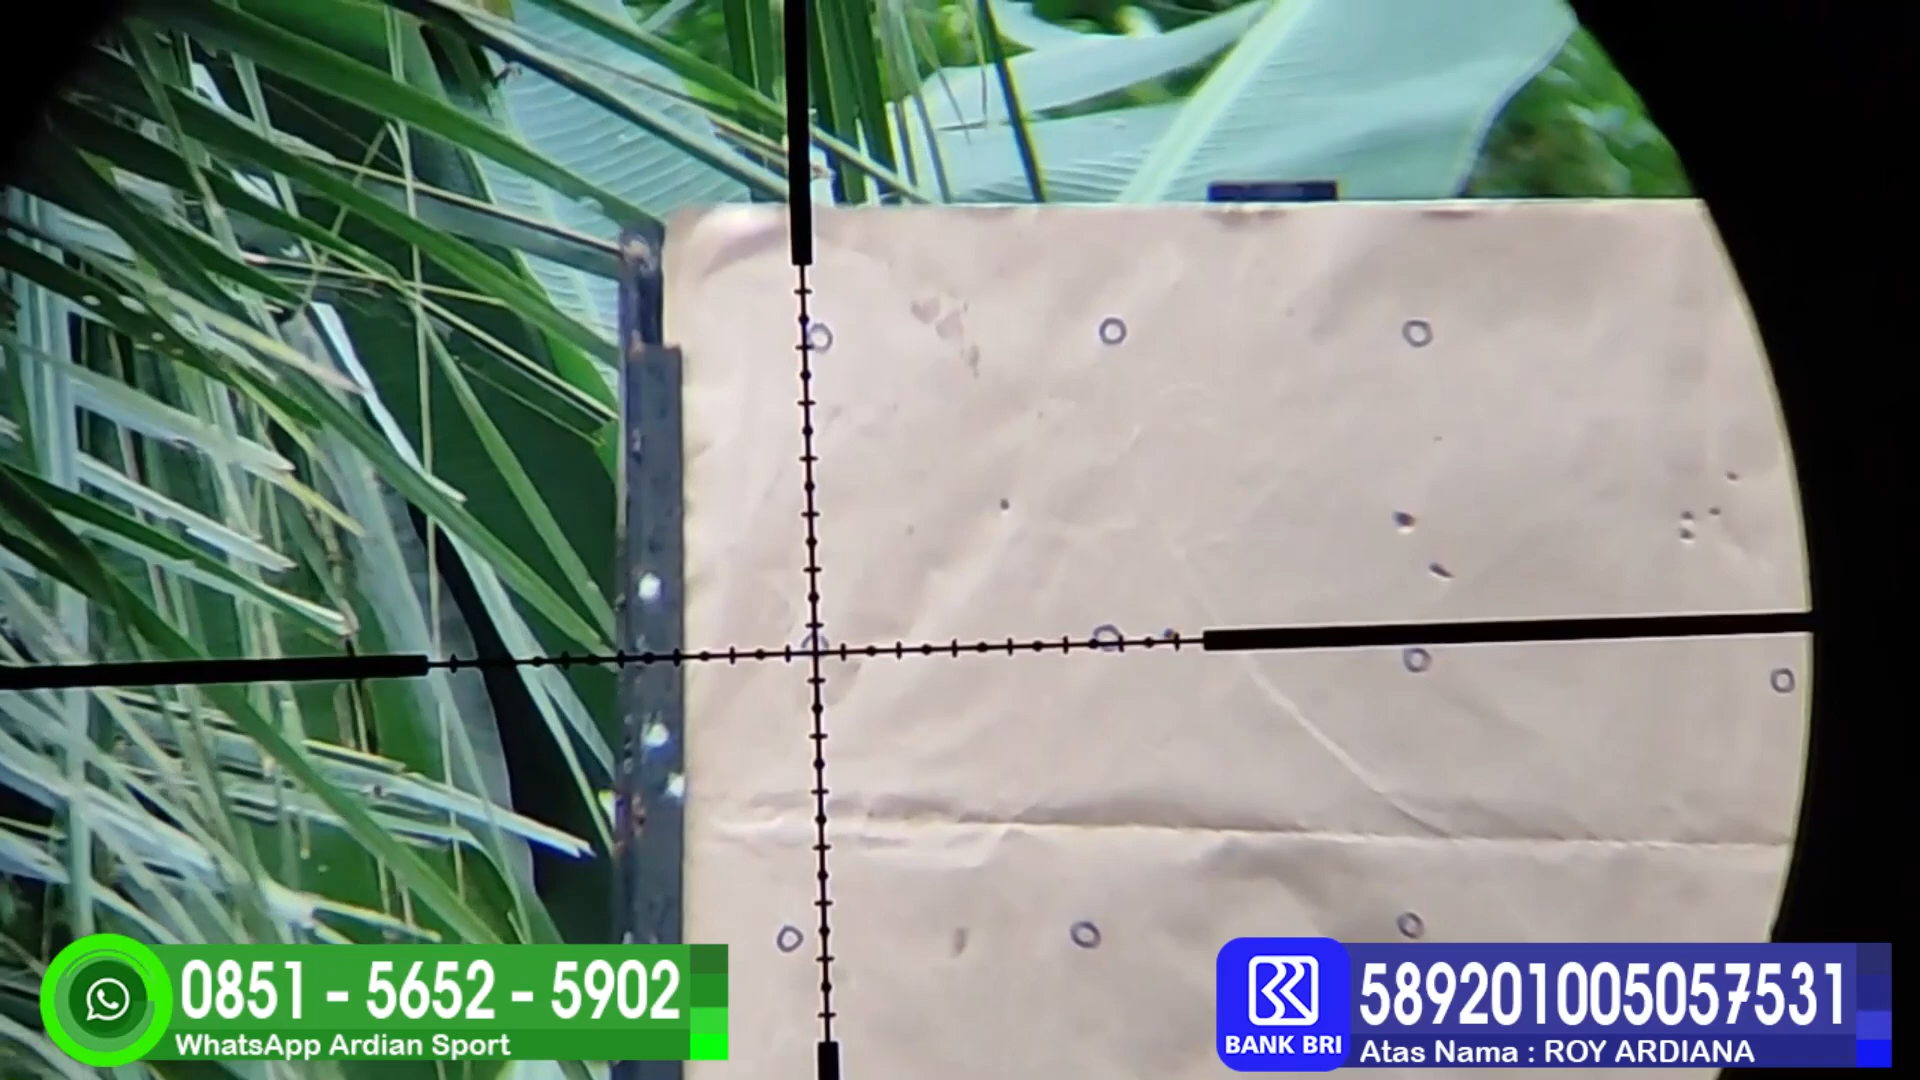 0851 - 5652 - 5902
WhatsApp Ardian Sport
BANK BRI
589201005057531
Atas Nama : ROY ARDIANA